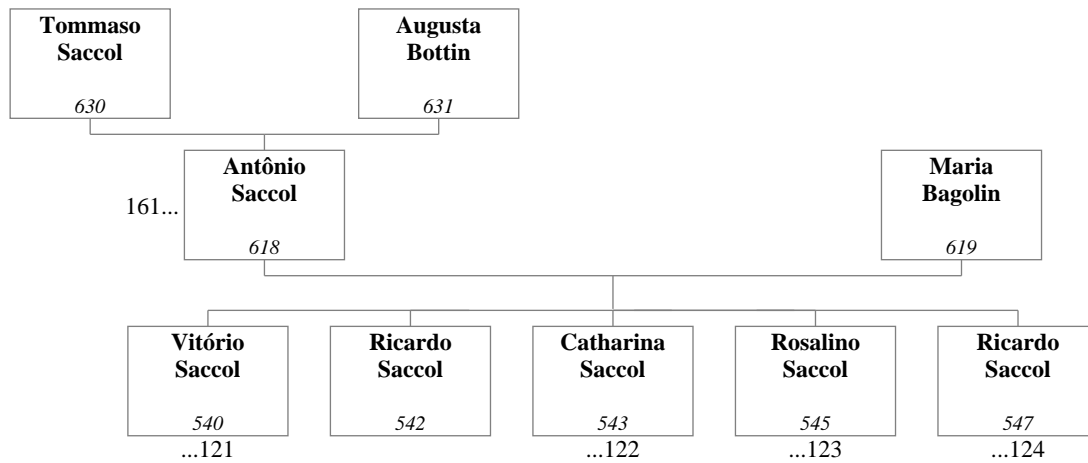 Tommaso
Saccol
630
Augusta
Bottin
631
161...
Antônio
Saccol
618
Maria
Bagolin
619
Vitório
Saccol
540
...121
Ricardo
Saccol
542
Catharina
Saccol
543
...122
Rosalino
Saccol
545
...123
Ricardo
Saccol
547
...124